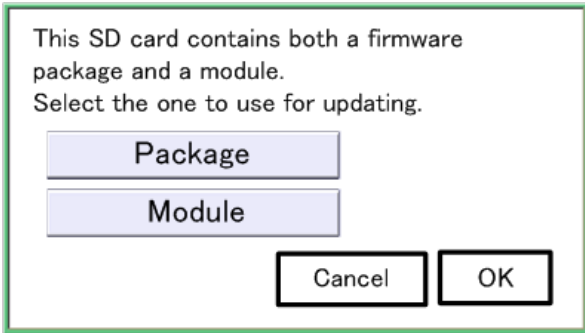 This SD card contains both a firmware
package and a module.
Select the one to use for updating.
Package
Module
Cancel OK